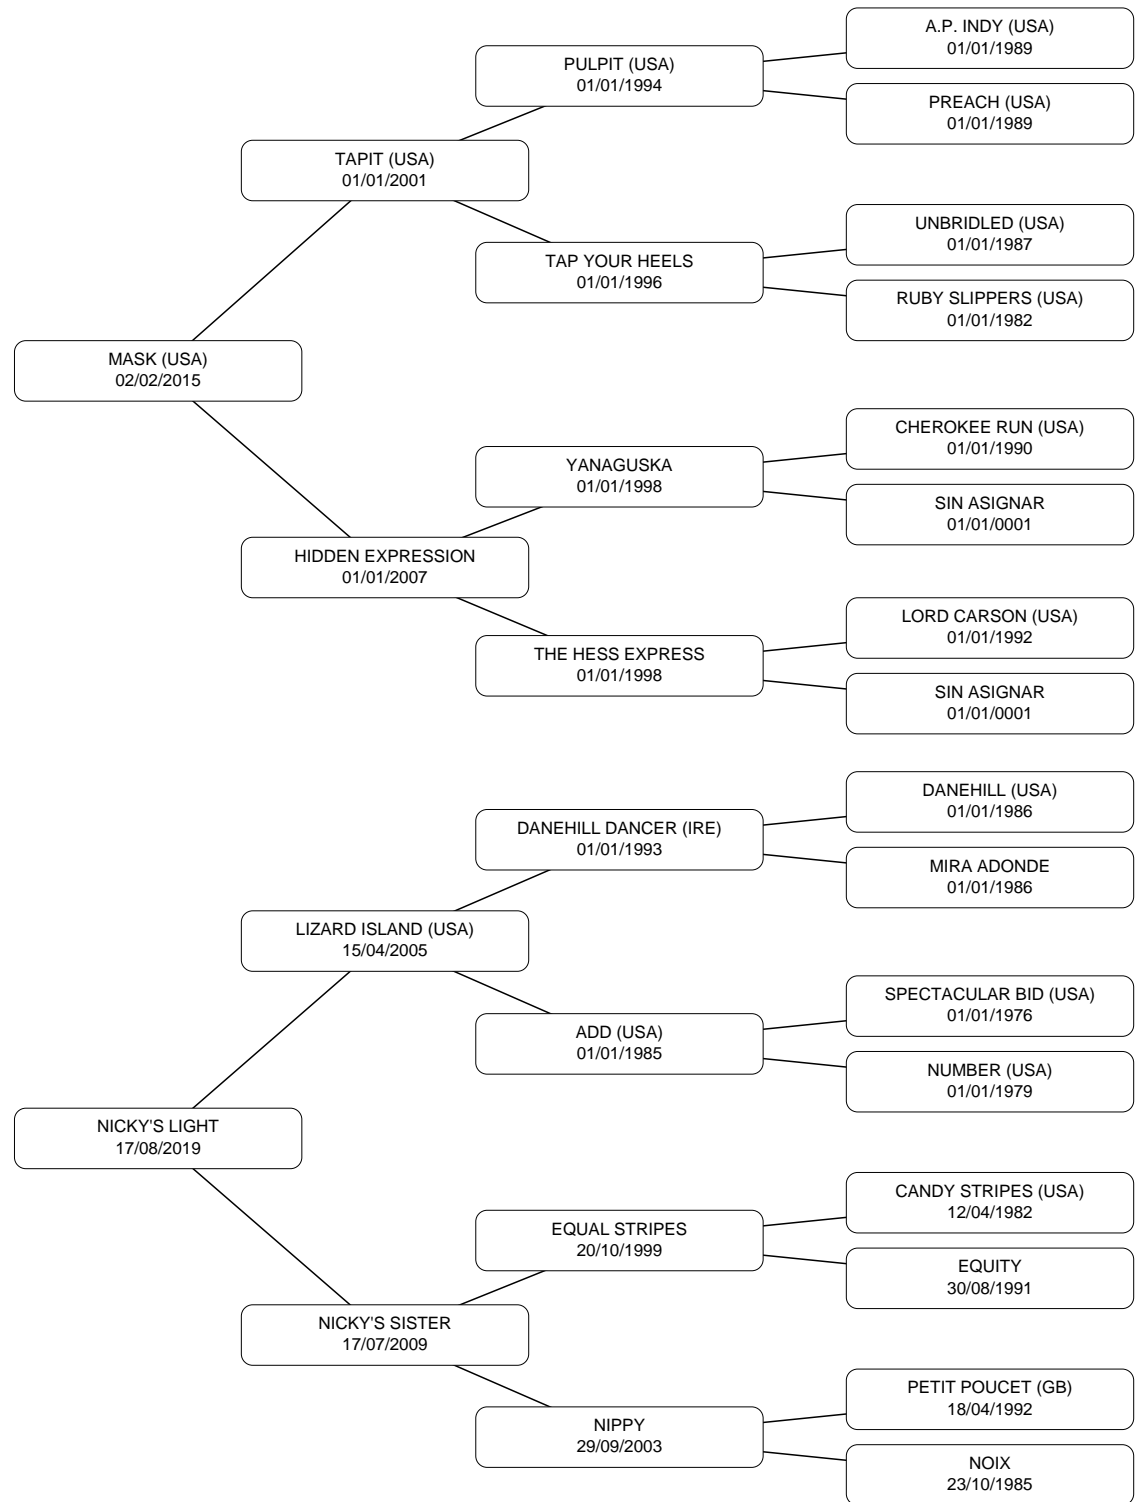 A.P. INDY (USA)
01/01/1989
PULPIT (USA)
01/01/1994
PREACH (USA)
01/01/1989
TAPIT (USA)
01/01/2001
UNBRIDLED (USA)
01/01/1987
TAP YOUR HEELS
01/01/1996
RUBY SLIPPERS (USA)
01/01/1982
MASK (USA)
02/02/2015
CHEROKEE RUN (USA)
01/01/1990
YANAGUSKA
01/01/1998
SIN ASIGNAR
01/01/0001
HIDDEN EXPRESSION
01/01/2007
LORD CARSON (USA)
01/01/1992
THE HESS EXPRESS
01/01/1998
SIN ASIGNAR
01/01/0001
DANEHILL (USA)
01/01/1986
DANEHILL DANCER (IRE)
01/01/1993
MIRA ADONDE
01/01/1986
LIZARD ISLAND (USA)
15/04/2005
SPECTACULAR BID (USA)
01/01/1976
ADD (USA)
01/01/1985
NUMBER (USA)
01/01/1979
NICKY'S LIGHT
17/08/2019
CANDY STRIPES (USA)
12/04/1982
EQUAL STRIPES
20/10/1999
EQUITY
30/08/1991
NICKY'S SISTER
17/07/2009
PETIT POUCET (GB)
18/04/1992
NIPPY
29/09/2003
NOIX
23/10/1985